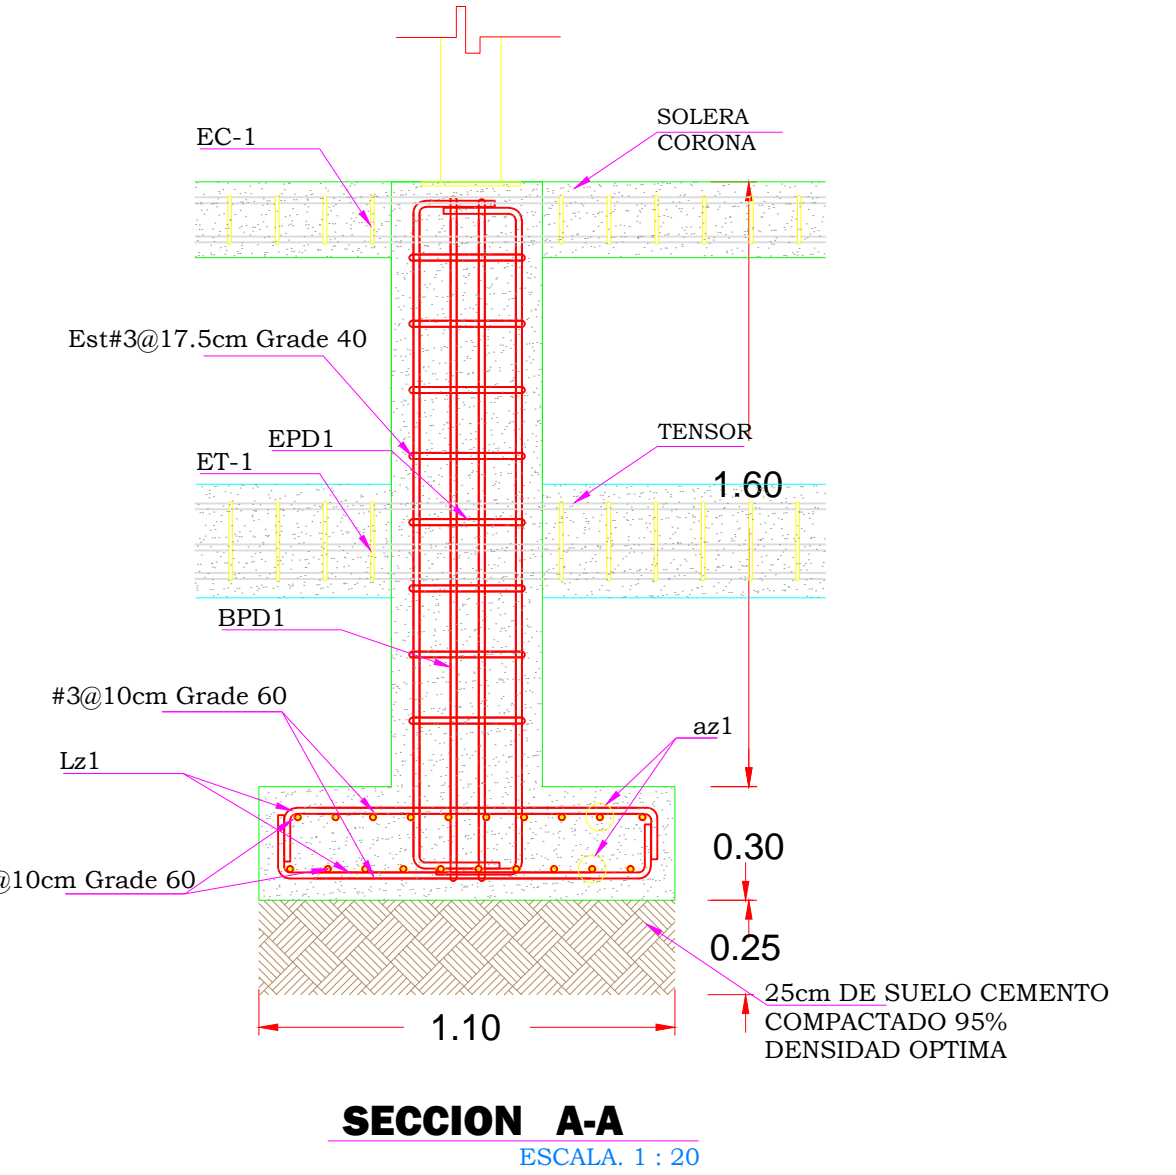 EC-1
SOLERA
CORONA
Est#3@17.5cm Grade 40
EPD1
TENSOR
ET-1
1.60
BPD1
#3@10cm Grade 60
az1
Lz1
0.30
@10cm Grade 60
0.25
25cm DE SUELO CEMENTO
COMPACTADO 95%
DENSIDAD OPTIMA
1.10
SECCION A-A
ESCALA. 1 : 20